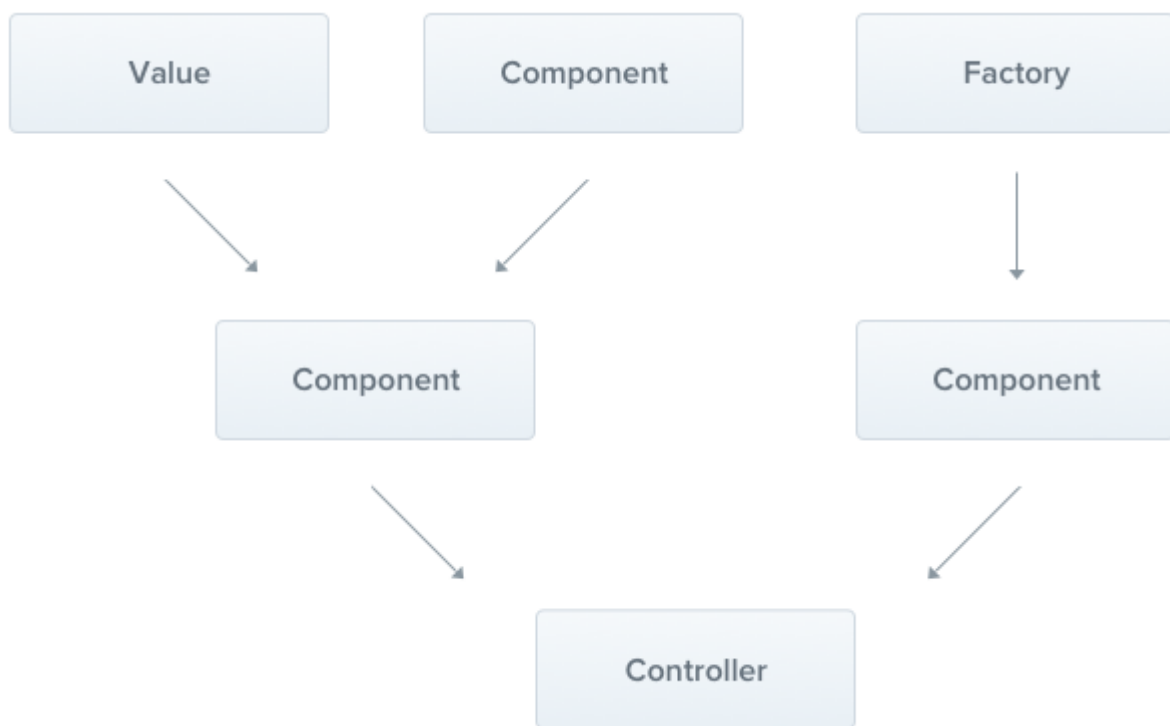 Value
Component
Factory
Component
Component
Controller